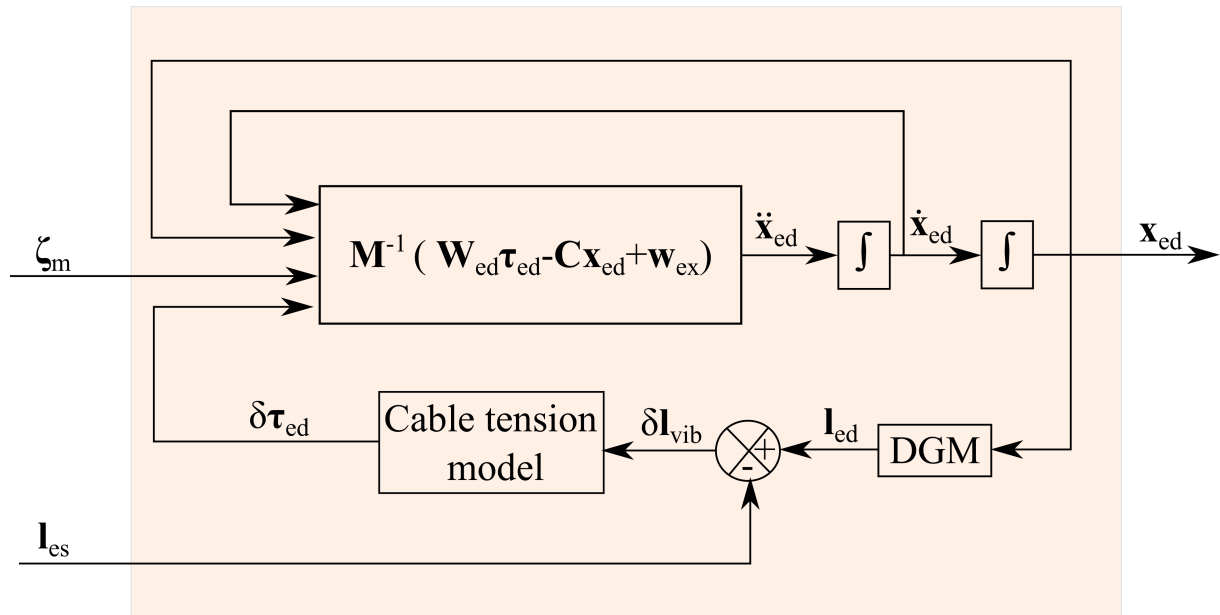 ζm
M-1 ( Wedτed-Cxed+wex)
ẍed
∫
ẋed
∫
xed
δτed
Cable tension
model
δlvib
+
-
led
DGM
les